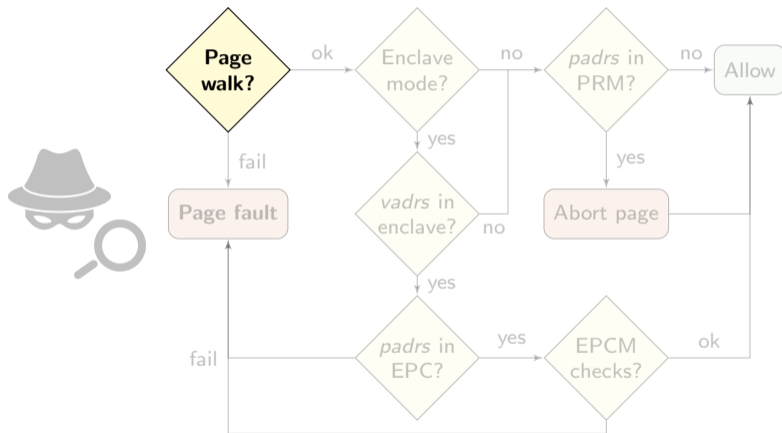 Page
walk?
ok
Enclave
mode?
no
padrs in
PRM?
no
Allow
fail
yes
yes
Page fault
vadrs in
enclave?
no
Abort page
yes
fail
padrs in
EPC?
yes
EPCM
checks?
ok